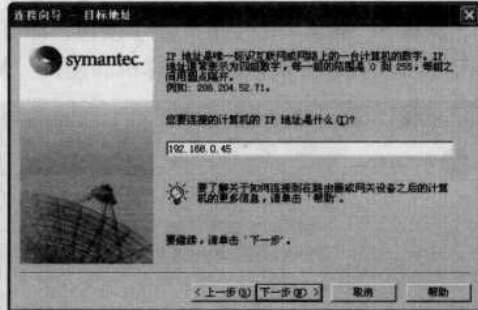 连接向导 - 目标地址
symantec.
IP 地址是唯一标识互联网或网络上的一台计算机的数字。IP
地址通常表示为四组数字，每一组的范围是 0 到 255，每组之
间用圆点隔开。
例如: 206.204.52.71。
您要连接的计算机的 IP 地址是什么(I)?
192.168.0.45
要了解关于如何连接到在路由器或网关设备之后的计算
机的更多信息，请单击“帮助”。
要继续，请单击“下一步”。
<上一步(B) 下一步(N)> 取消 帮助